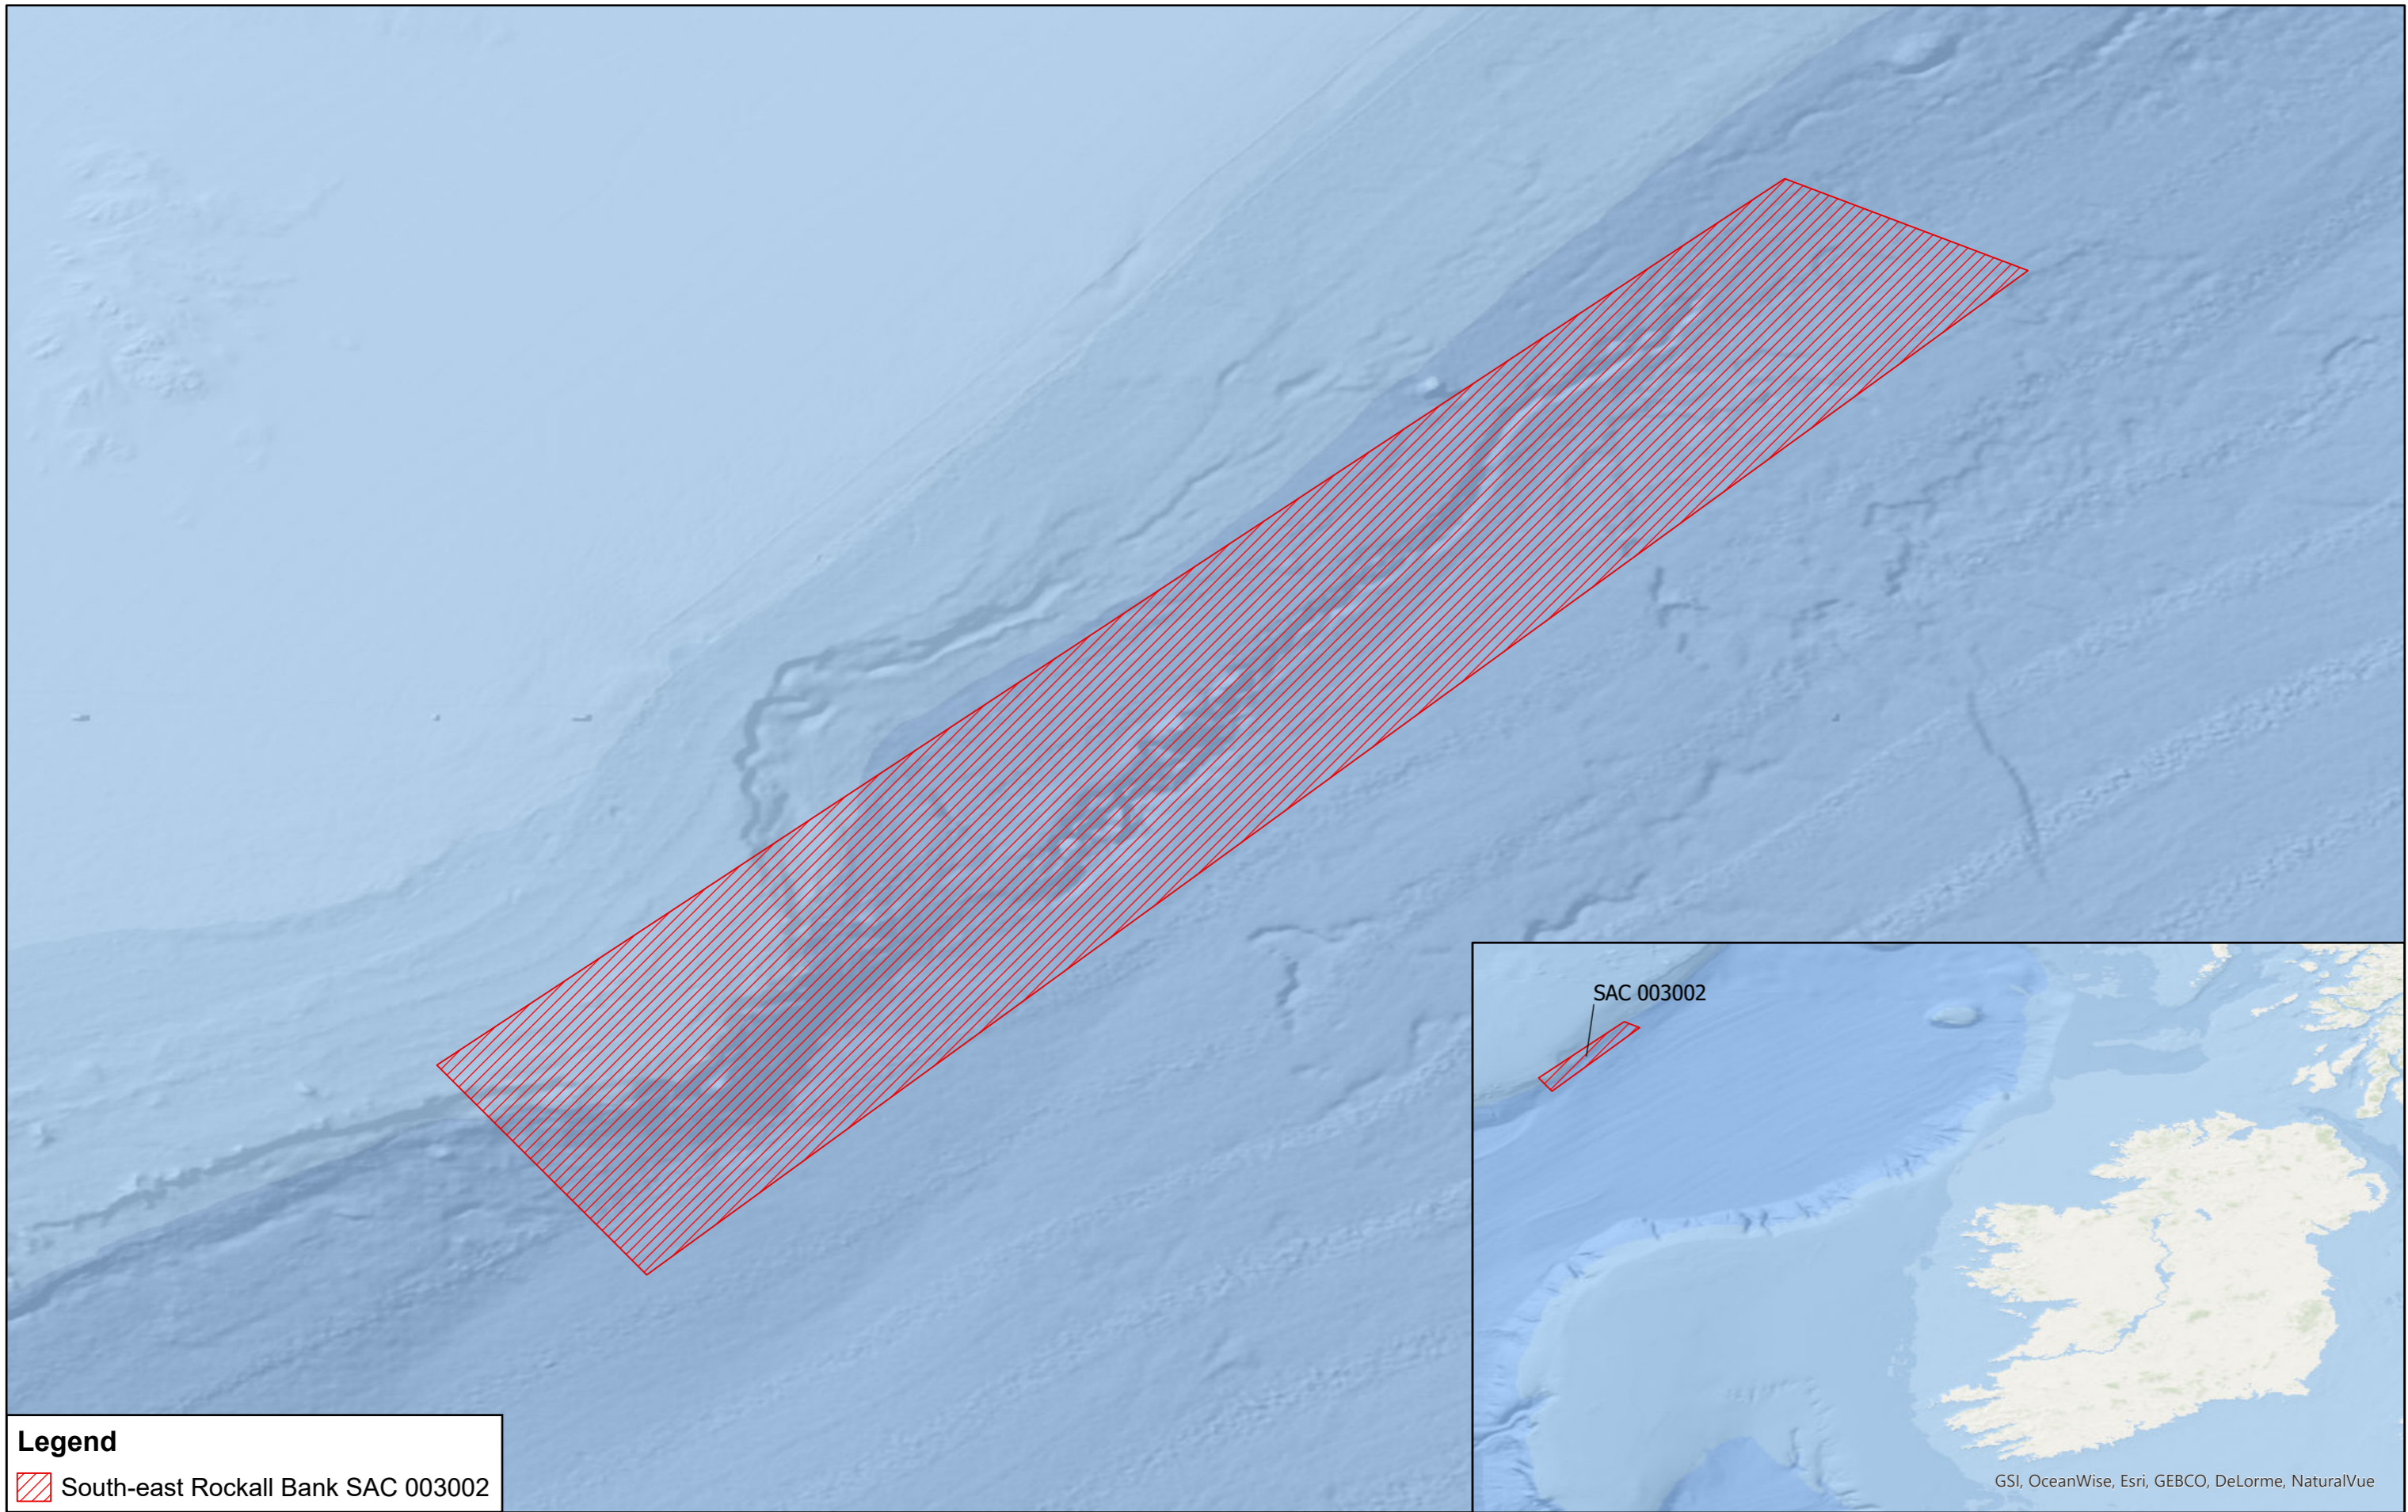 SAC 003002
Legend
South-east Rockall Bank SAC 003002
GSI, OceanWise, Esri, GEBCO, DeLorme, NaturalVue